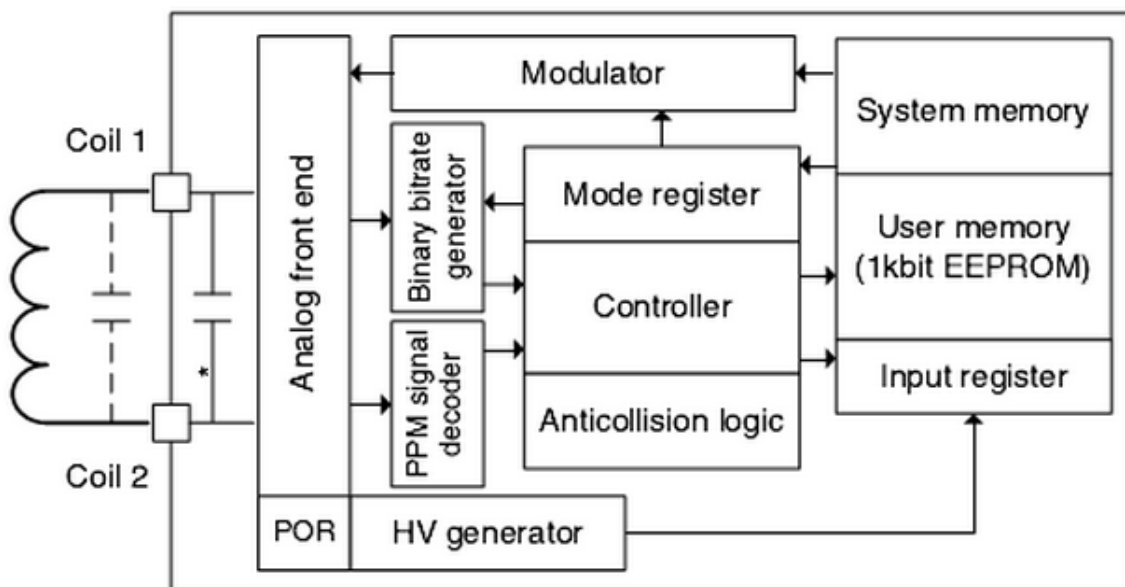 Modulator
System memory
Coil 1
Analog front end
Binary bitrate
generator
Mode register
User memory
(1kbit EEPROM)
Controller
*
PPM signal
decoder
Input register
Anticollision logic
Coil 2
POR
HV generator